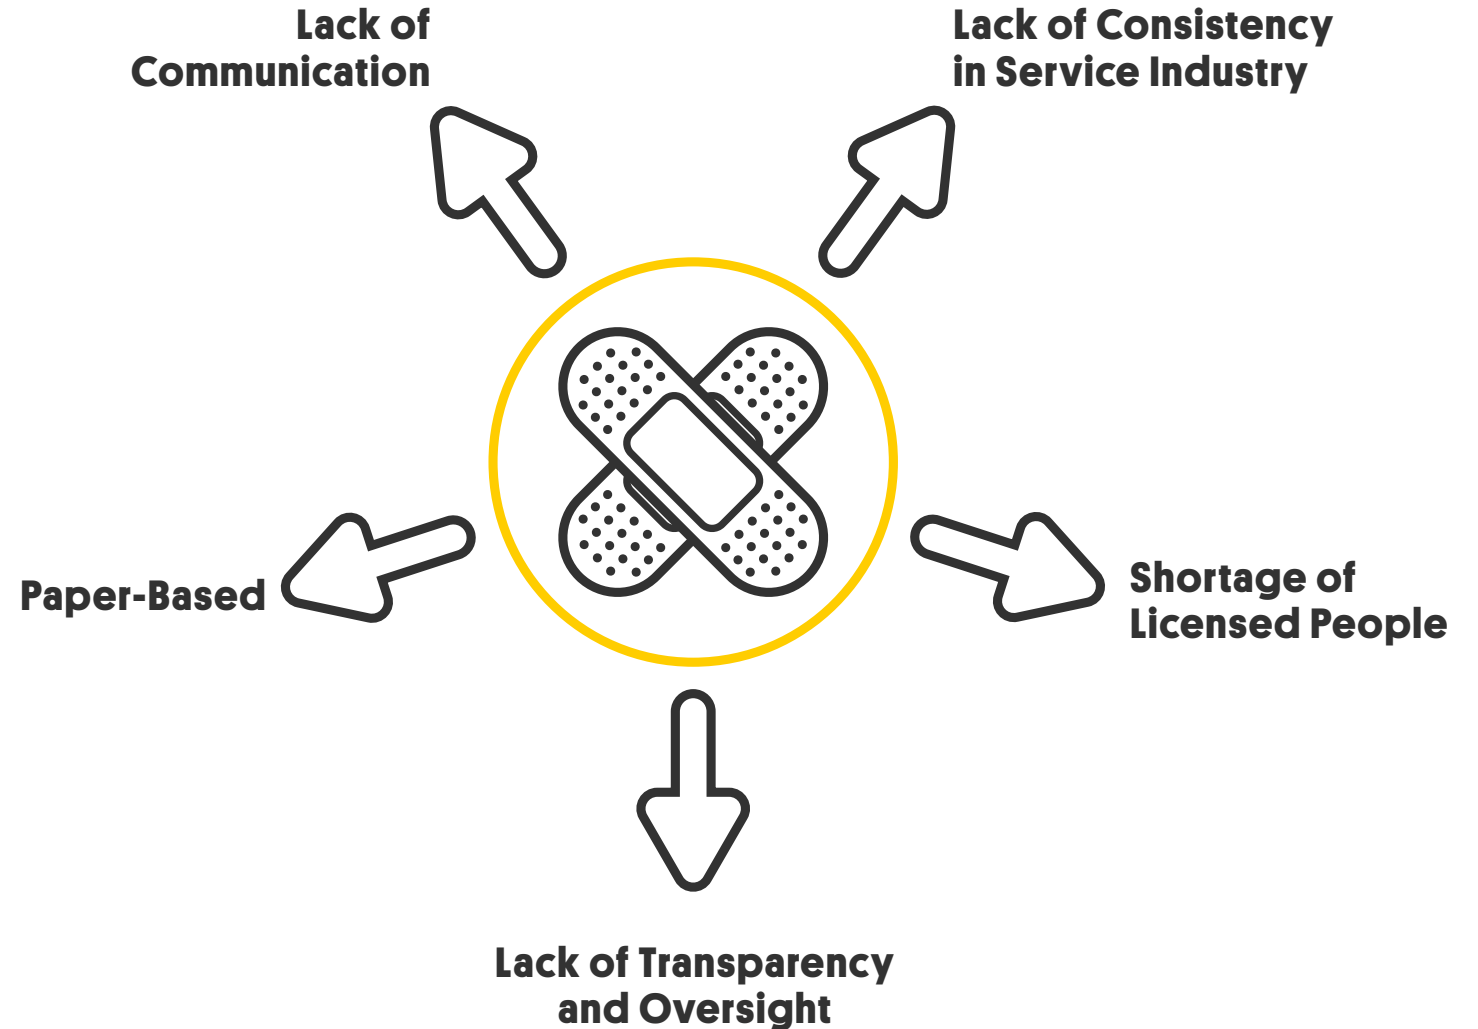 Lack of
Communication
Lack of Consistency
in Service Industry
Paper-Based
Shortage of
Licensed People
Lack of Transparency
and Oversight